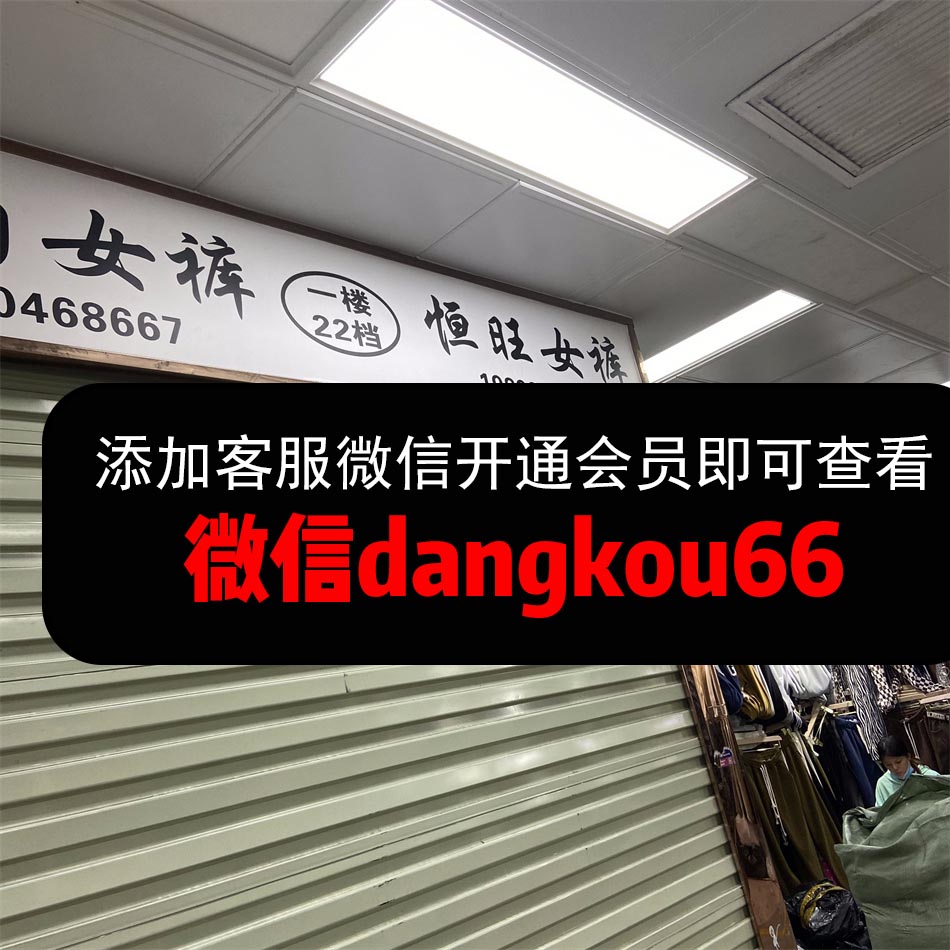 女裤
0468667
一楼
22档
恒旺女裤
添加客服微信开通会员即可查看
微信dangkou66